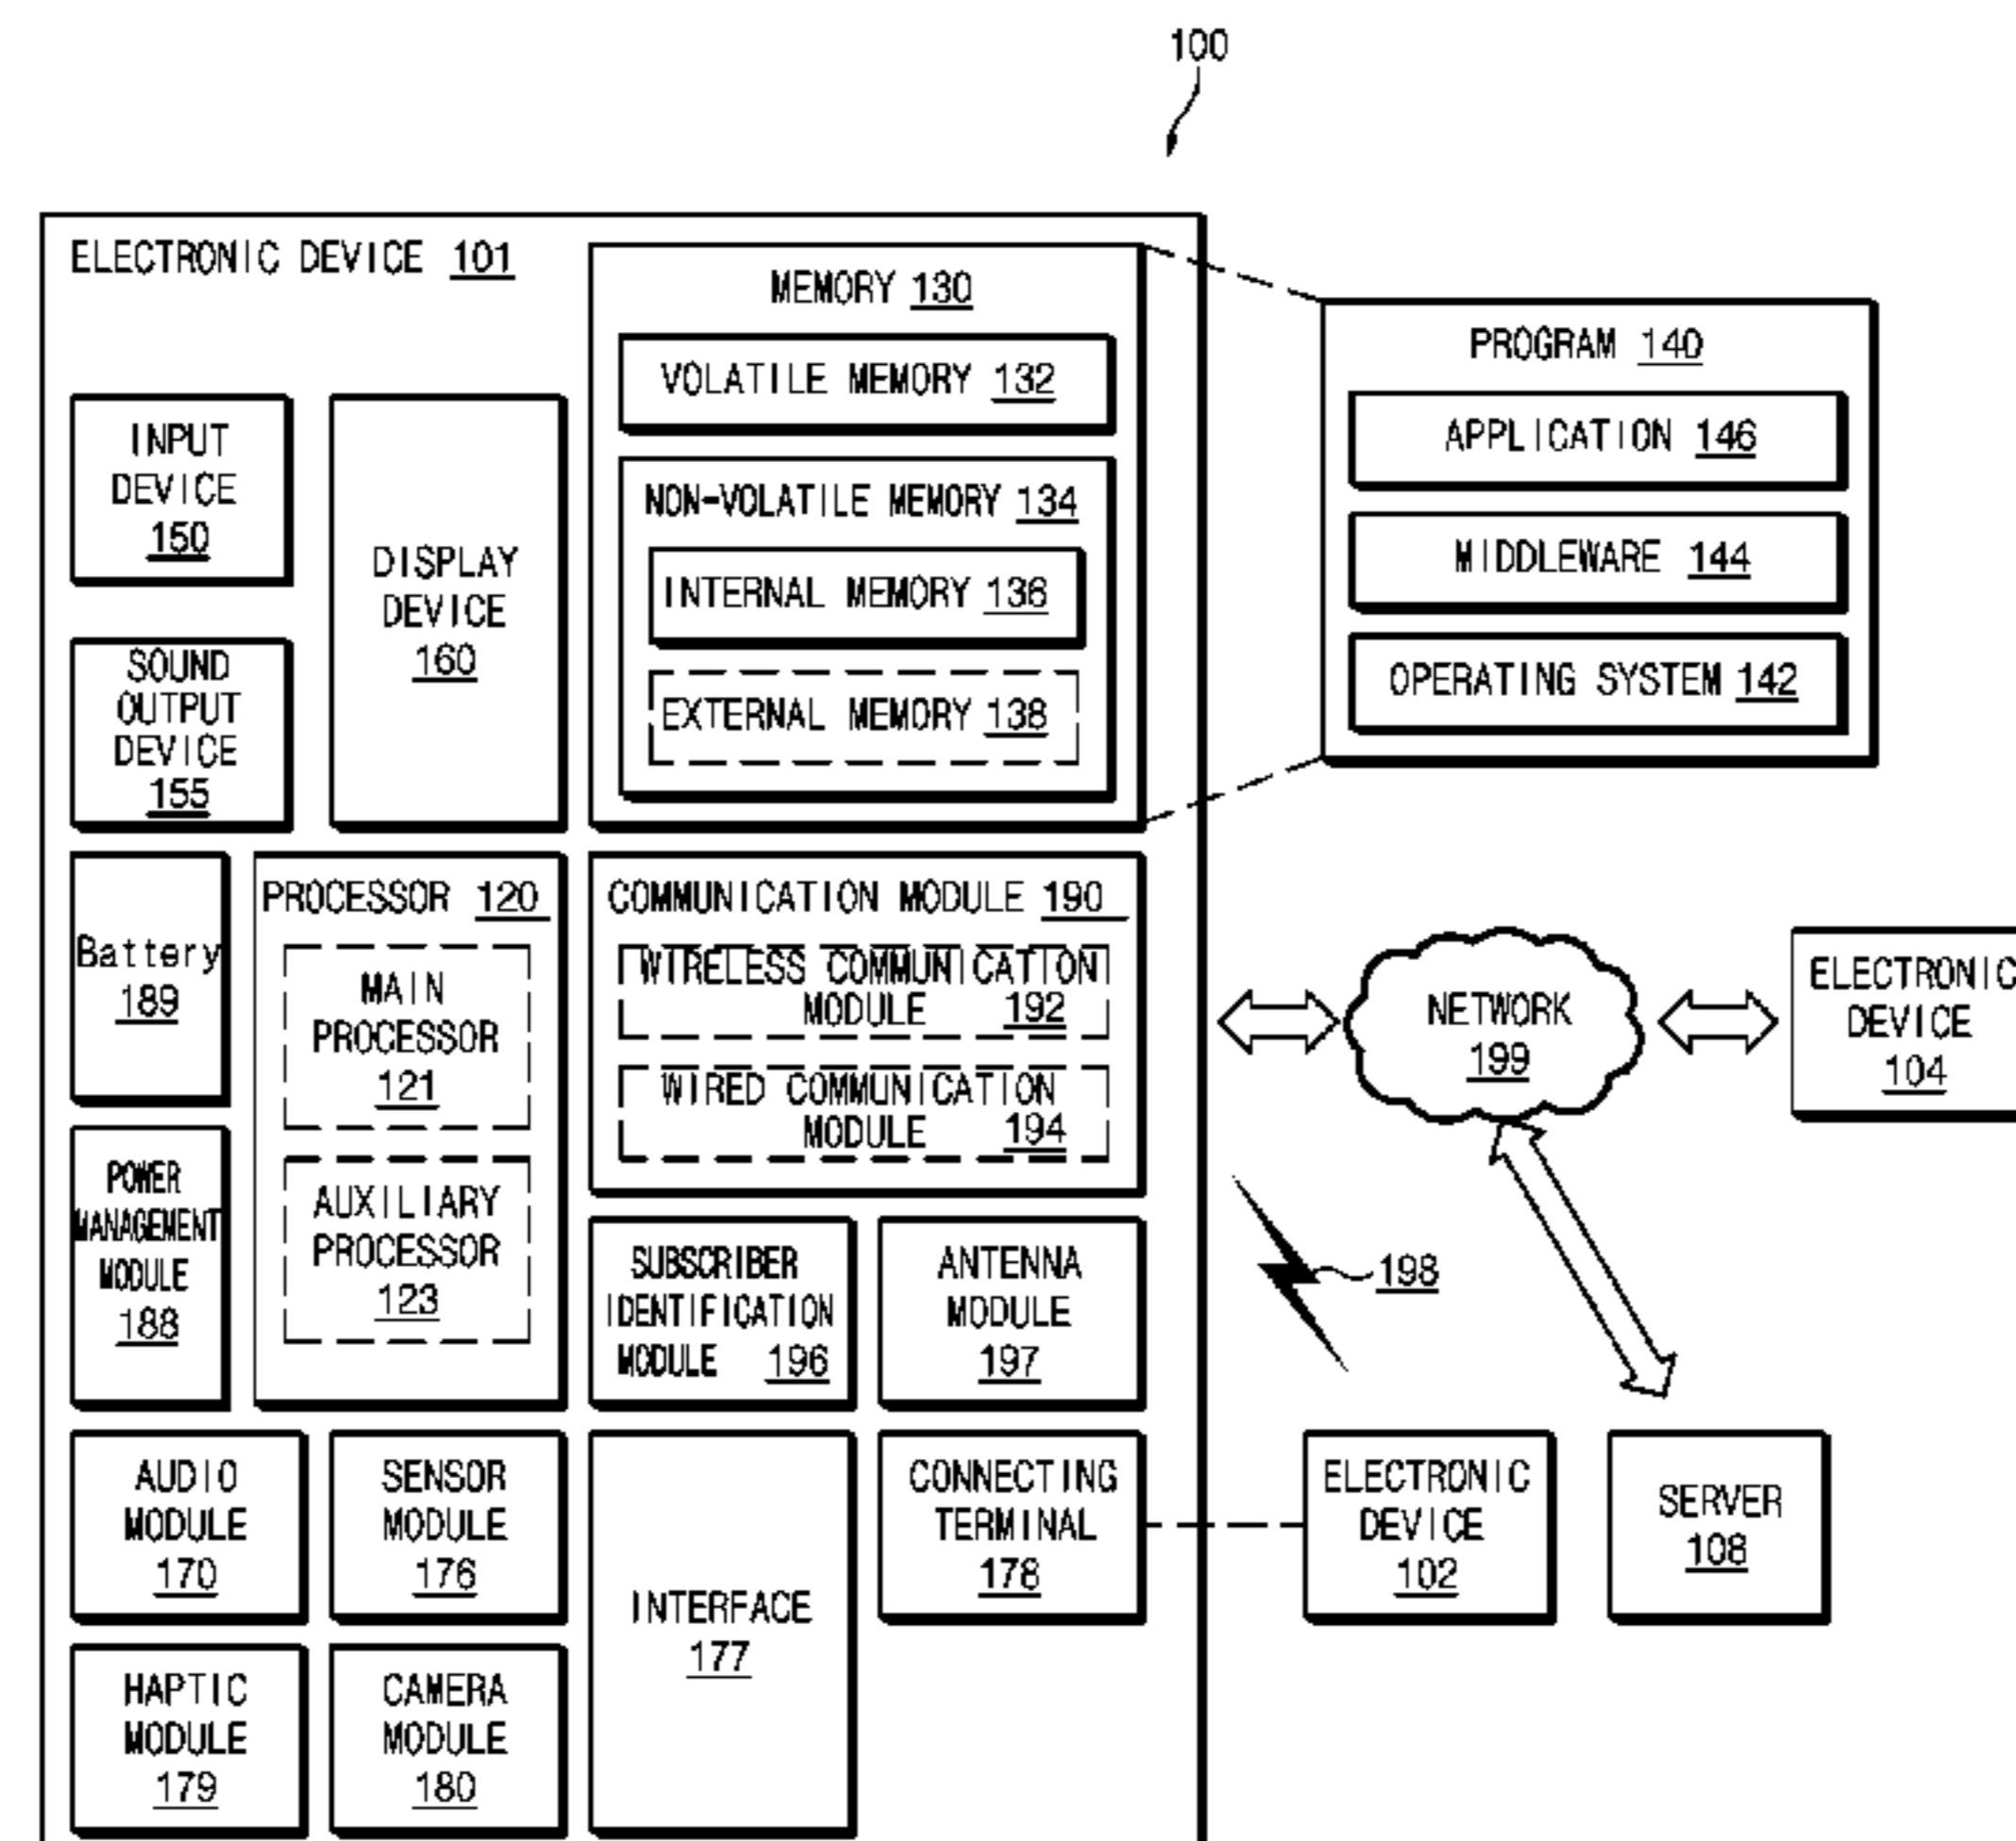 100
ELECTRONIC DEVICE 101
MEMORY 130
VOLATILE MEMORY 132
NON-VOLATILE MEMORY 134
INTERNAL MEMORY 136
EXTERNAL MEMORY 138
PROGRAM 140
APPLICATION 146
MIDDLEWARE 144
OPERATING SYSTEM 142
INPUT
DEVICE
150
SOUND
OUTPUT
DEVICE
155
DISPLAY
DEVICE
160
Battery
189
POWER
MANAGEMENT
MODULE
188
PROCESSOR 120
MAIN
PROCESSOR
121
AUXILIARY
PROCESSOR
123
COMMUNICATION MODULE 190
WIRELESS COMMUNICATION
MODULE 192
WIRED COMMUNICATION
MODULE 194
SUBSCRIBER
IDENTIFICATION
MODULE 196
ANTENNA
MODULE
197
NETWORK
199
ELECTRONIC
DEVICE
104
198
AUDIO
MODULE
170
SENSOR
MODULE
176
INTERFACE
177
CONNECTING
TERMINAL
178
ELECTRONIC
DEVICE
102
SERVER
108
HAPTIC
MODULE
179
CAMERA
MODULE
180